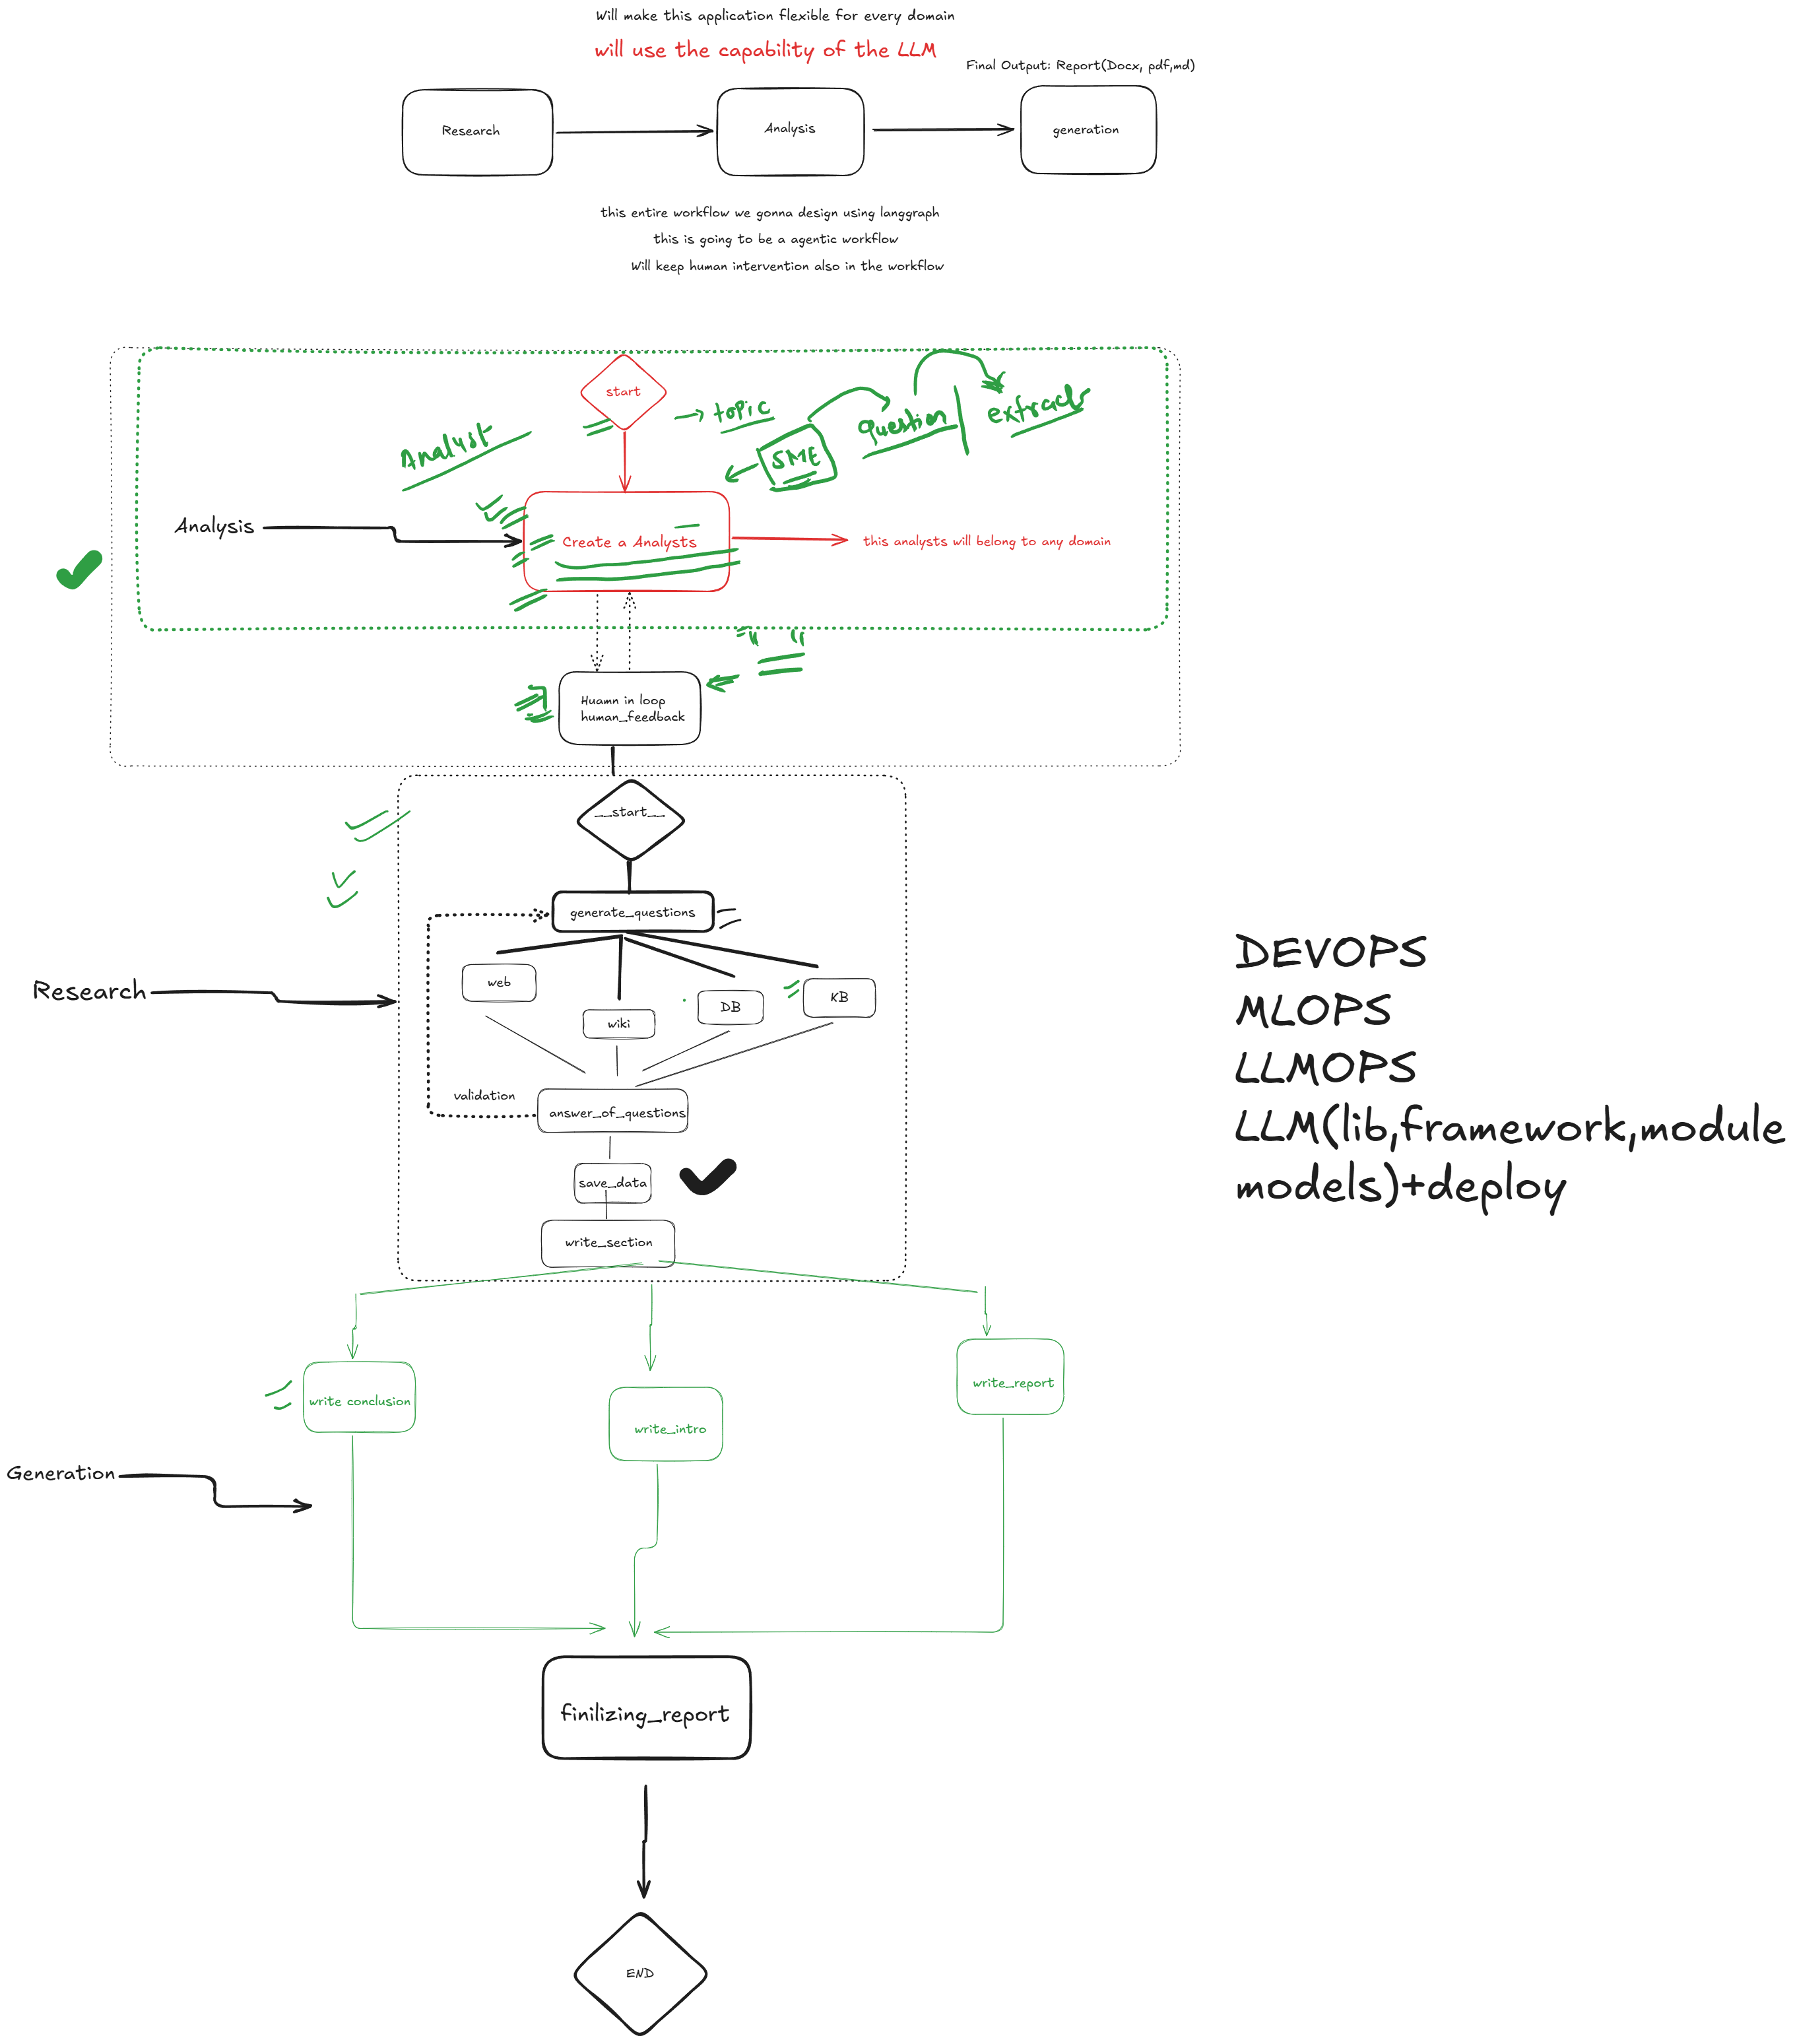 Will make this application flexible for every domain
will use the capability of the LLM
Final Output: Report(Docx, pdf,md)
Research
Analysis
generation
this entire workflow we gonna design using langgraph
this is going to be a agentic workflow
Will keep human intervention also in the workflow
start
topic
Analyst
SME
question
extracts
Analysis
Create a Analysts
this analysts will belong to any domain
Huamn in loop
human_feedback
__start__
generate_questions
Research
web
wiki
DB
KB
validation
answer_of_questions
save_data
write_section
DEVOPS
MLOPS
LLMOPS
LLM(lib,framework,module
models)+deploy
write conclusion
write_intro
write_report
Generation
finilizing_report
END